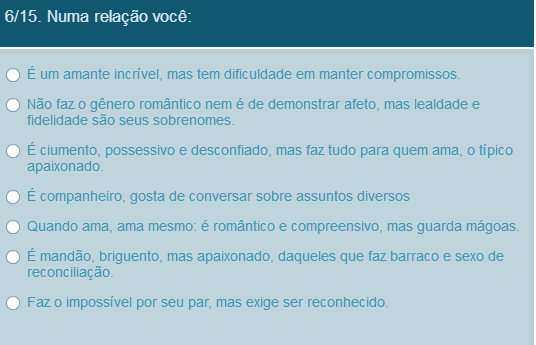 6/15. Numa relação você:
É um amante incrível, mas tem dificuldade em manter compromissos.
Não faz o gênero romântico nem é de demonstrar afeto, mas lealdade e
fidelidade são seus sobrenomes.
É ciumento, possessivo e desconfiado, mas faz tudo para quem ama, o típico
apaixonado.
É companheiro, gosta de conversar sobre assuntos diversos
Quando ama, ama mesmo: é romântico e compreensivo, mas guarda mágoas.
É mandão, briguento, mas apaixonado, daqueles que faz barraco e sexo de
reconciliação.
Faz o impossível por seu par, mas exige ser reconhecido.